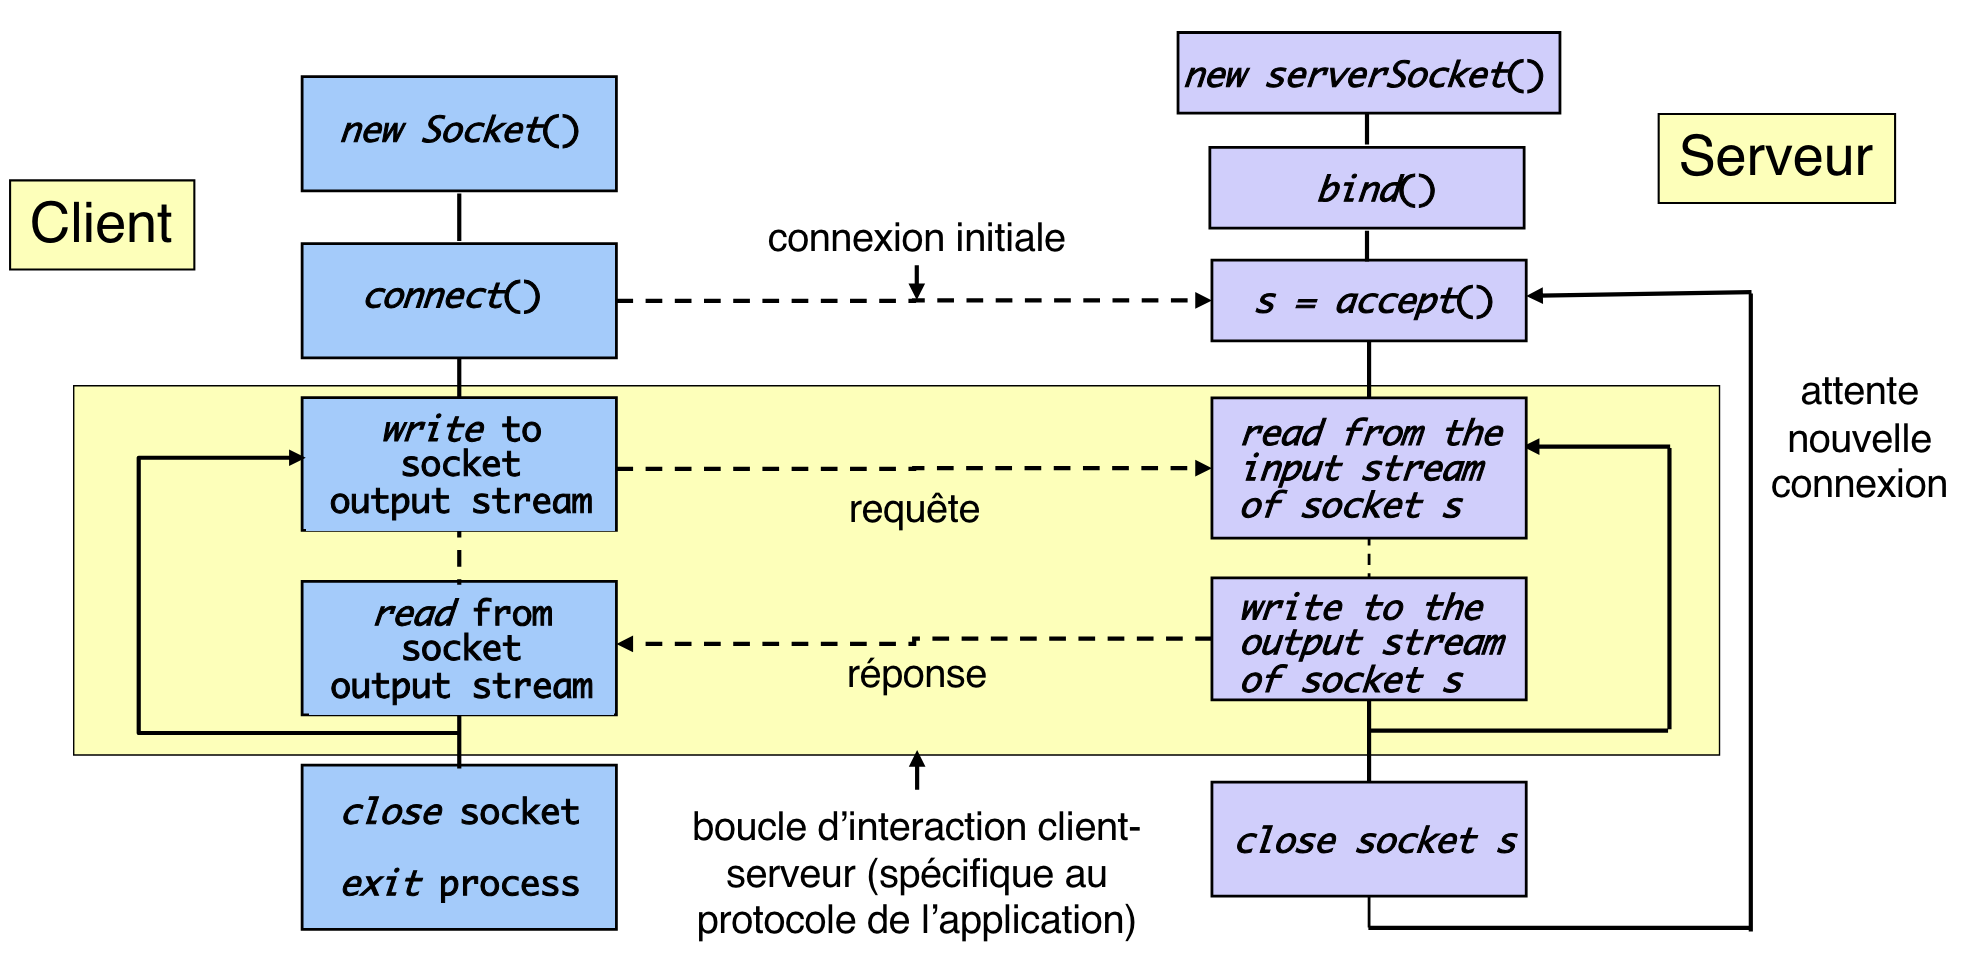 new serverSocket()
new Socket()
Serveur
bind()
Client
connexion initiale
connect()
s = accept()
attente
nouvelle
connexion
write to
socket
output stream
read from the
input stream
of socket s
requête
read from
socket
output stream
write to the
output stream
of socket s
réponse
close socket
exit process
boucle d’interaction client-
serveur (spécifique au
protocole de l’application)
close socket s